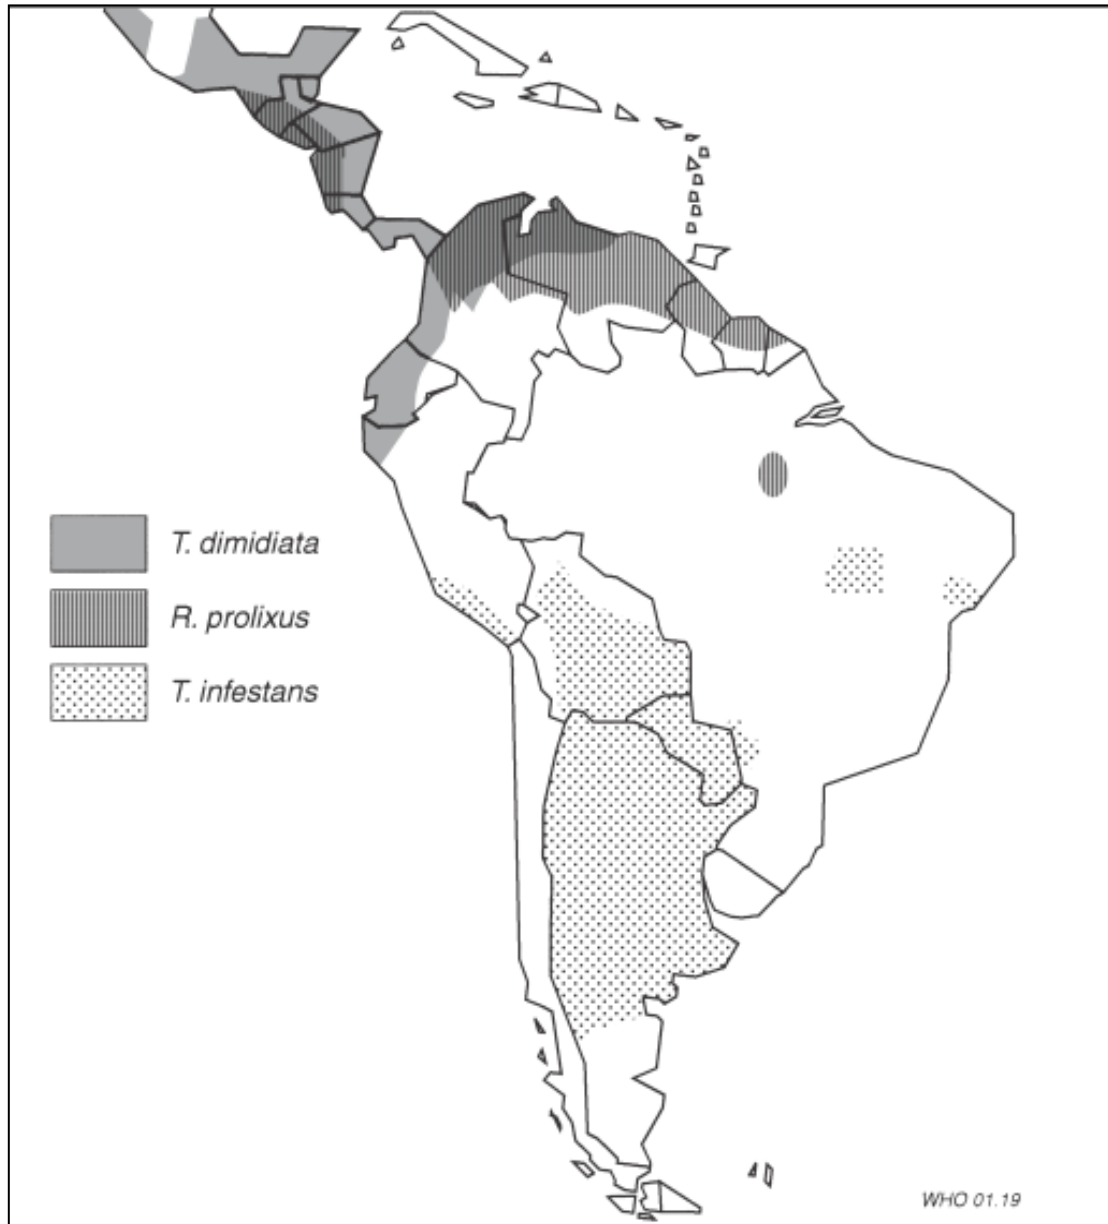 T. dimidiata
R. prolixus
T. infestans
WHO 01.19